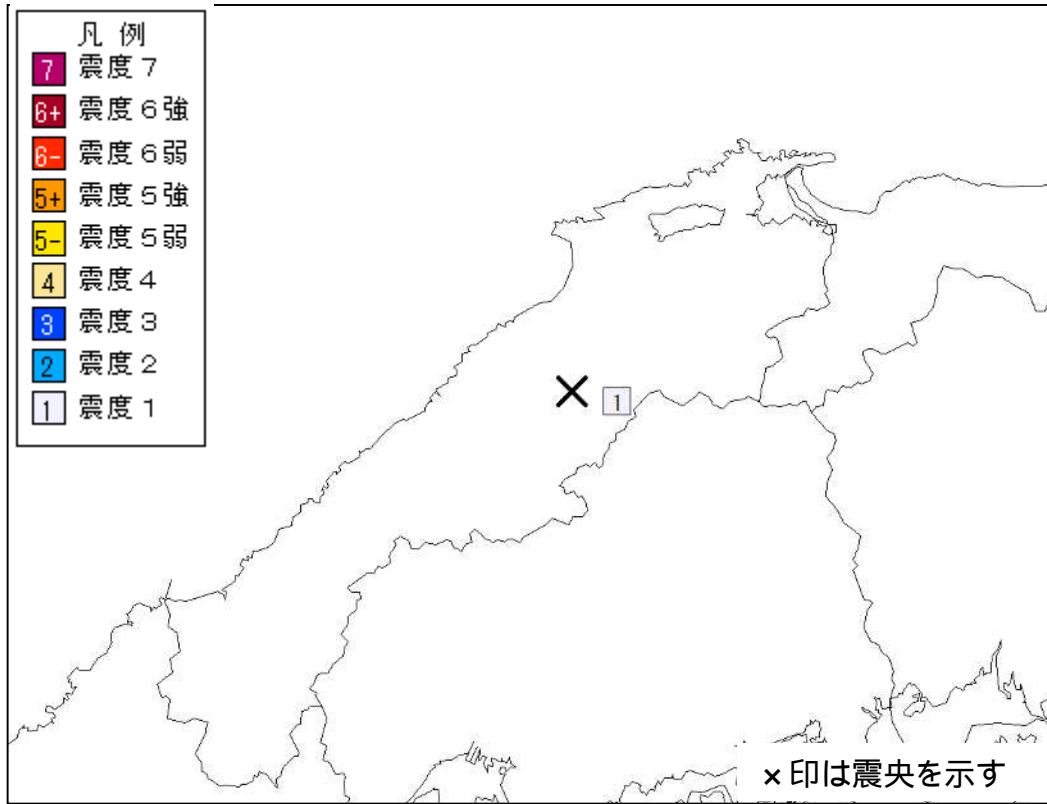 凡 例
7 震度７
6+ 震度６強
6- 震度６弱
5+ 震度５強
5- 震度５弱
4 震度４
3 震度３
2 震度２
1 震度１
1
×印は震央を示す